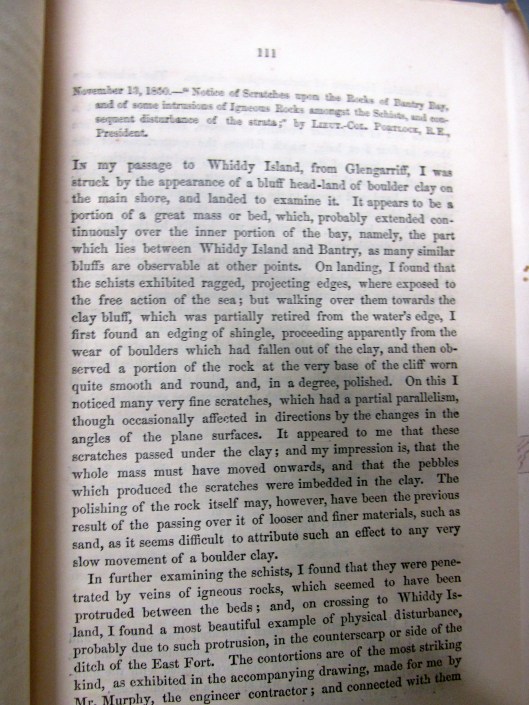 111
November 13, 1850.—"Notice of Scratches upon the Rocks of Bantry Bay,
and of some intrusions of Igneous Rocks amongst the Schists, and con-
sequent disturbance of the strata;" by Lieut.-Col. Portlock, R.E.,
President.
In my passage to Whiddy Island, from Glengarriff, I was
struck by the appearance of a bluff head-land of boulder clay on
the main shore, and landed to examine it. It appears to be a
portion of a great mass or bed, which, probably extended con-
tinuously over the inner portion of the bay, namely, the part
which lies between Whiddy Island and Bantry, as many similar
bluffs are observable at other points. On landing, I found that
the schists exhibited ragged, projecting edges, where exposed to
the free action of the sea; but walking over them towards the
clay bluff, which was partially retired from the water's edge, I
first found an edging of shingle, proceeding apparently from the
wear of boulders which had fallen out of the clay, and then ob-
served a portion of the rock at the very base of the cliff worn
quite smooth and round, and, in a degree, polished. On this I
noticed many very fine scratches, which had a partial parallelism,
though occasionally affected in directions by the changes in the
angles of the plane surfaces. It appeared to me that these
scratches passed under the clay; and my impression is, that the
whole mass must have moved onwards, and that the pebbles
which produced the scratches were imbedded in the clay. The
polishing of the rock itself may, however, have been the previous
result of the passing over it of looser and finer materials, such as
sand, as it seems difficult to attribute such an effect to any very
slow movement of a boulder clay.
In further examining the schists, I found that they were pene-
trated by veins of igneous rocks, which seemed to have been
protruded between the beds; and, on crossing to Whiddy Is-
land, I found a most beautiful example of physical disturbance,
probably due to such protrusion, in the counterscarp or side of the
ditch of the East Fort. The contortions are of the most striking
kind, as exhibited in the accompanying drawing, made for me by
Mr. Murphy, the engineer contractor; and connected with them